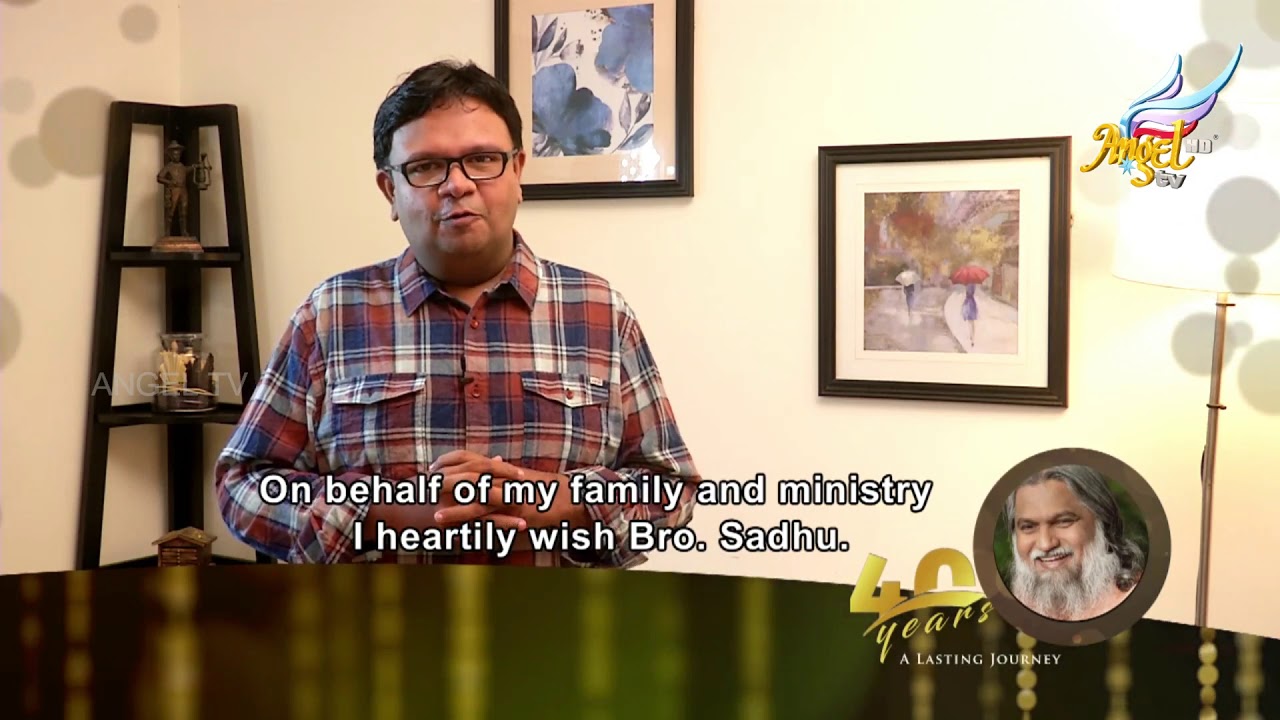 Angel HD
tv
ANGEL TV
On behalf of my family and ministry
I heartily wish Bro. Sadhu.
40
years
A LASTING JOURNEY